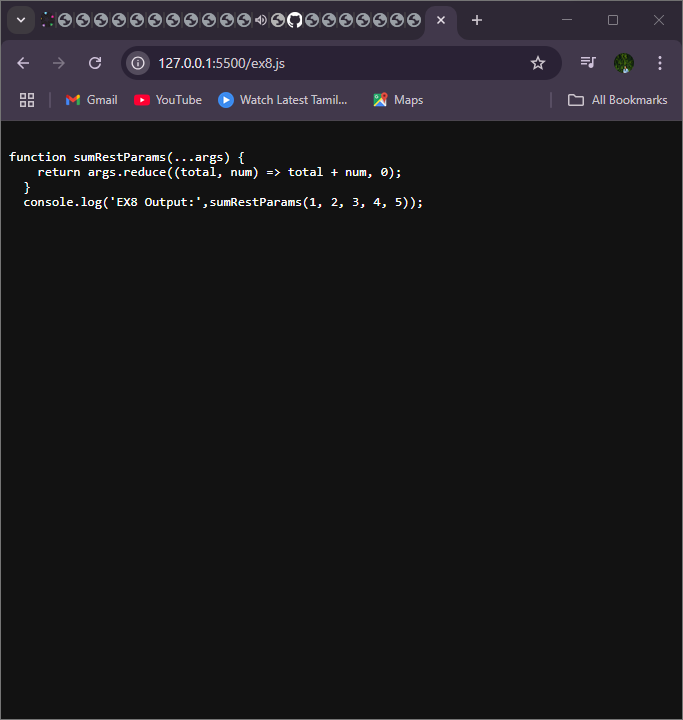 127.0.0.1:5500/ex8.js
Gmail
YouTube
Watch Latest Tamil...
Maps
All Bookmarks
function sumRestParams(...args) {
    return args.reduce((total, num) => total + num, 0);
  }
  console.log('EX8 Output:',sumRestParams(1, 2, 3, 4, 5));